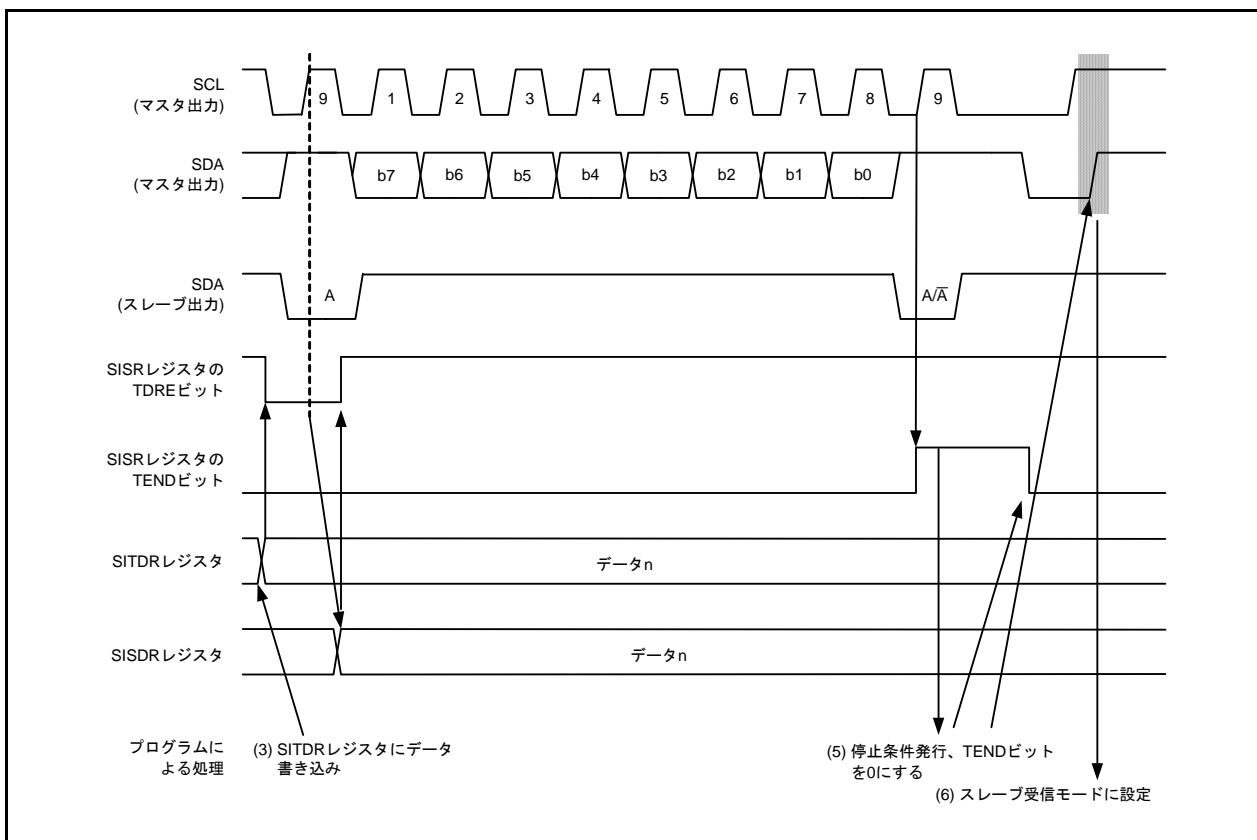 SCL
(マスタ出力)
9 1 2 3 4 5 6 7 8 9
SDA
(マスタ出力)
b7 b6 b5 b4 b3 b2 b1 b0
SDA
(スレーブ出力)
A A/A̅
SISRレジスタの
TDREビット
SISRレジスタの
TENDビット
SITDRレジスタ
データn
SISDRレジスタ
データn
プログラムに
よる処理
(3) SITDRレジスタにデータ
書き込み
(5) 停止条件発行、TENDビット
を0にする
(6) スレーブ受信モードに設定